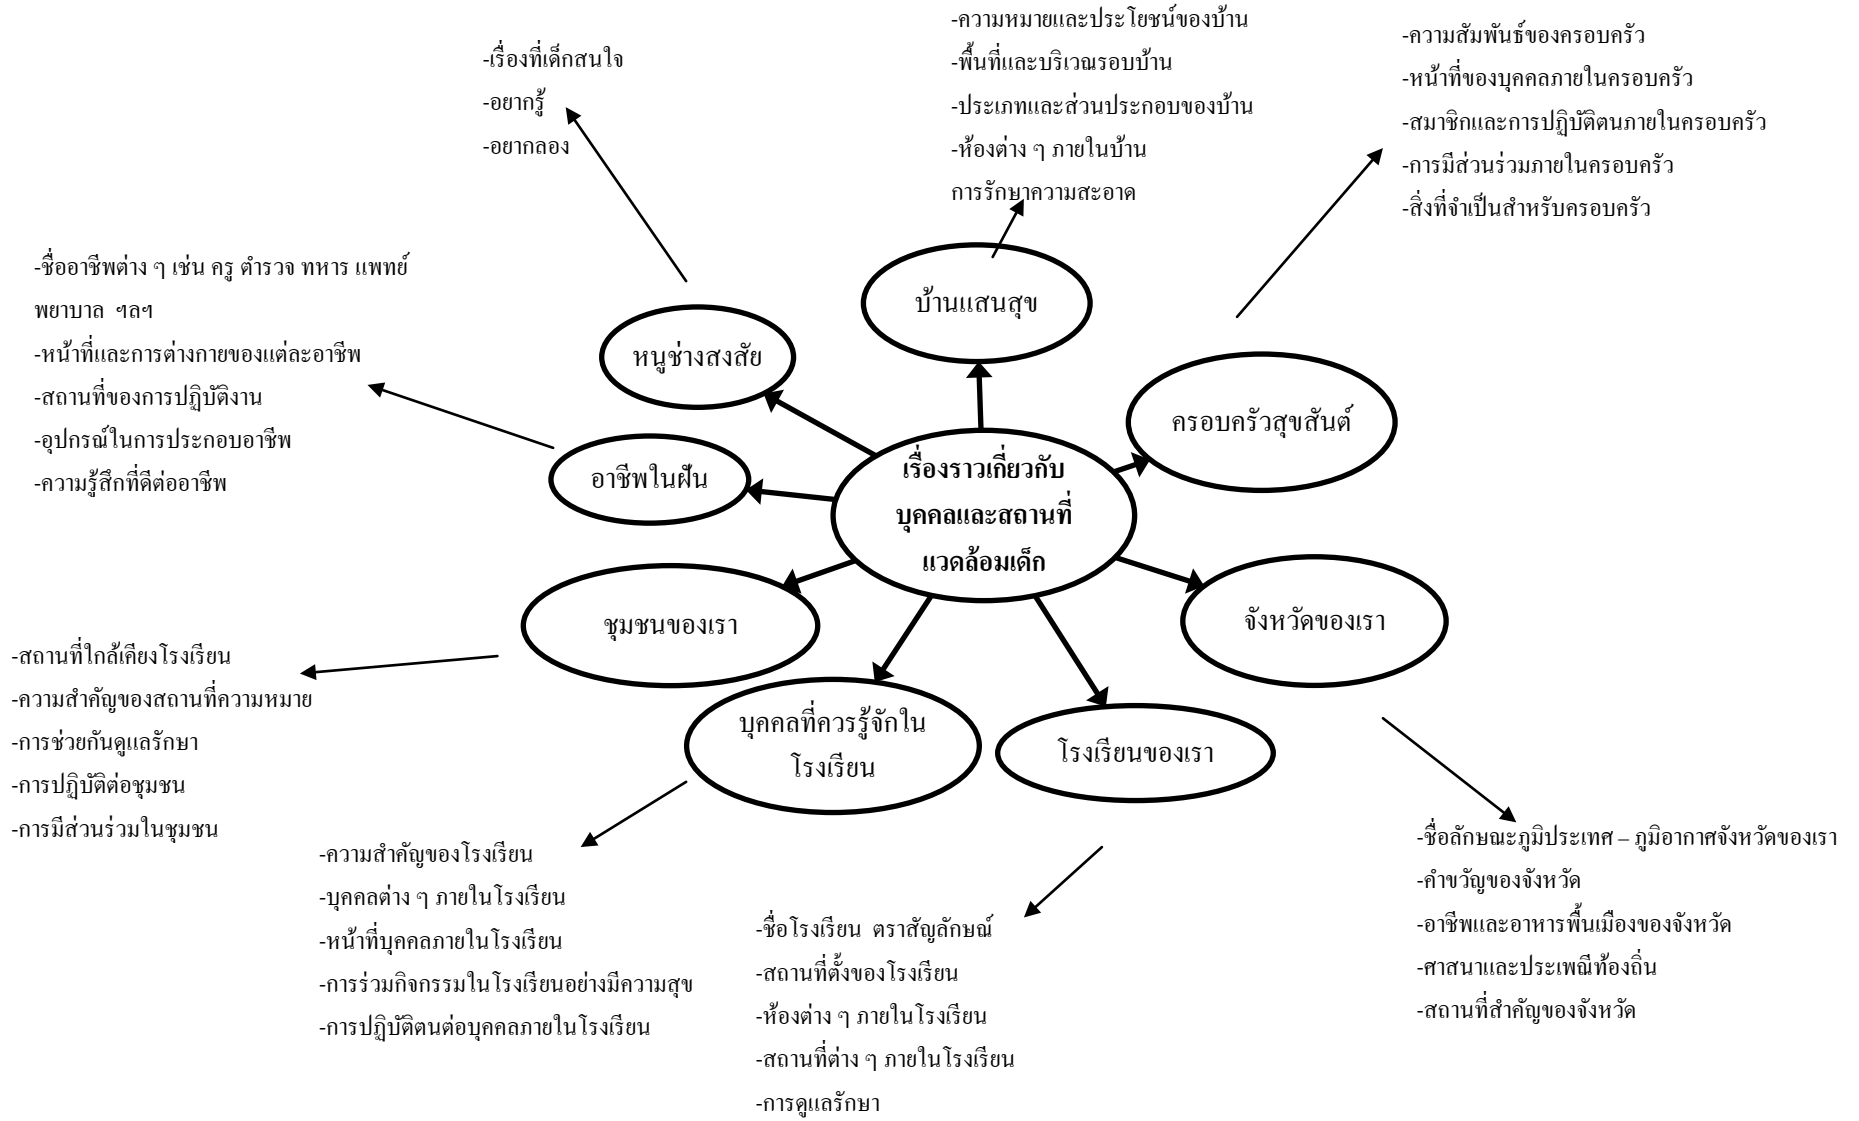 -ความหมายและประโยชน์ของบ้าน
-พื้นที่และบริเวณรอบบ้าน
-ประเภทและส่วนประกอบของบ้าน
-ห้องต่าง ๆ ภายในบ้าน
การรักษาความสะอาด
-ความสัมพันธ์ของครอบครัว
-หน้าที่ของบุคคลภายในครอบครัว
-สมาชิกและการปฏิบัติตนภายในครอบครัว
-การมีส่วนร่วมภายในครอบครัว
-สิ่งที่จำเป็นสำหรับครอบครัว
-เรื่องที่เด็กสนใจ
-อยากรู้
-อยากลอง
-ชื่ออาชีพต่าง ๆ เช่น ครู ตำรวจ ทหาร แพทย์
พยาบาล ฯลฯ
-หน้าที่และการต่างกายของแต่ละอาชีพ
-สถานที่ของการปฏิบัติงาน
-อุปกรณ์ในการประกอบอาชีพ
-ความรู้สึกที่ดีต่ออาชีพ
บ้านแสนสุข
หนูช่างสงสัย
ครอบครัวสุขสันต์
อาชีพในฝัน
เรื่องราวเกี่ยวกับ
บุคคลและสถานที่
แวดล้อมเด็ก
ชุมชนของเรา
จังหวัดของเรา
บุคคลที่ควรรู้จักใน
โรงเรียน
โรงเรียนของเรา
-สถานที่ใกล้เคียงโรงเรียน
-ความสำคัญของสถานที่ความหมาย
-การช่วยกันดูแลรักษา
-การปฏิบัติต่อชุมชน
-การมีส่วนร่วมในชุมชน
-ความสำคัญของโรงเรียน
-บุคคลต่าง ๆ ภายในโรงเรียน
-หน้าที่บุคคลภายในโรงเรียน
-การร่วมกิจกรรมในโรงเรียนอย่างมีความสุข
-การปฏิบัติตนต่อบุคคลภายในโรงเรียน
-ชื่อโรงเรียน ตราสัญลักษณ์
-สถานที่ตั้งของโรงเรียน
-ห้องต่าง ๆ ภายในโรงเรียน
-สถานที่ต่าง ๆ ภายในโรงเรียน
-การดูแลรักษา
-ชื่อลักษณะภูมิประเทศ – ภูมิอากาศจังหวัดของเรา
-คำขวัญของจังหวัด
-อาชีพและอาหารพื้นเมืองของจังหวัด
-ศาสนาและประเพณีท้องถิ่น
-สถานที่สำคัญของจังหวัด